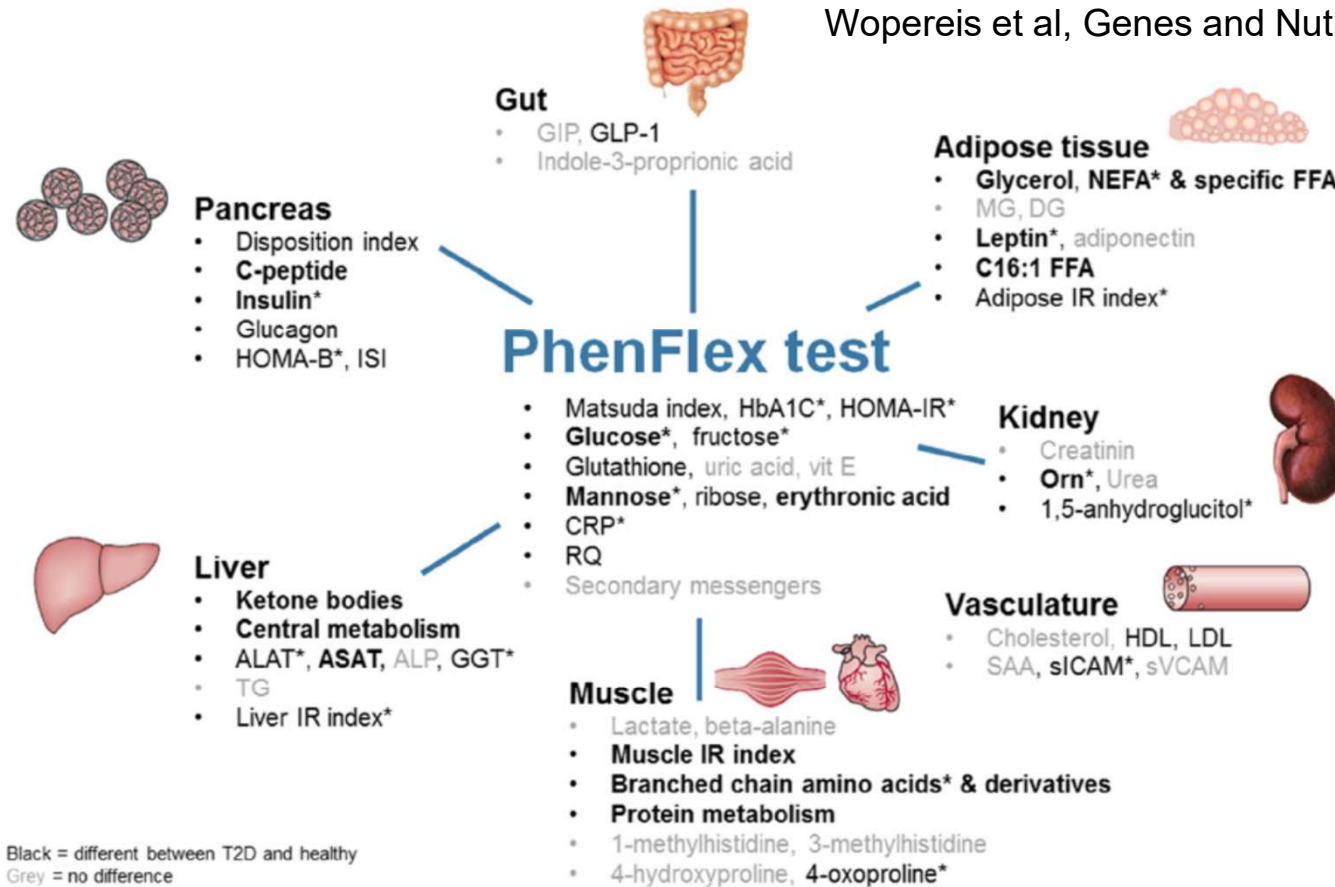 Wopereis et al, Genes and Nut
Gut
• GIP, GLP-1
• Indole-3-proprionic acid
Adipose tissue
• Glycerol, NEFA* & specific FFA
• MG, DG
• Leptin*, adiponectin
• C16:1 FFA
• Adipose IR index*
Pancreas
• Disposition index
• C-peptide
• Insulin*
• Glucagon
• HOMA-B*, ISI
PhenFlex test
• Matsuda index, HbA1C*, HOMA-IR*
• Glucose*, fructose*
• Glutathione, uric acid, vit E
• Mannose*, ribose, erythronic acid
• CRP*
• RQ
• Secondary messengers
Kidney
• Creatinin
• Orn*, Urea
• 1,5-anhydroglucitol*
Liver
• Ketone bodies
• Central metabolism
• ALAT*, ASAT, ALP, GGT*
• TG
• Liver IR index*
Vasculature
• Cholesterol, HDL, LDL
• SAA, sICAM*, sVCAM
Muscle
• Lactate, beta-alanine
• Muscle IR index
• Branched chain amino acids* & derivatives
• Protein metabolism
• 1-methylhistidine, 3-methylhistidine
• 4-hydroxyproline, 4-oxoproline*
Black = different between T2D and healthy
Grey = no difference